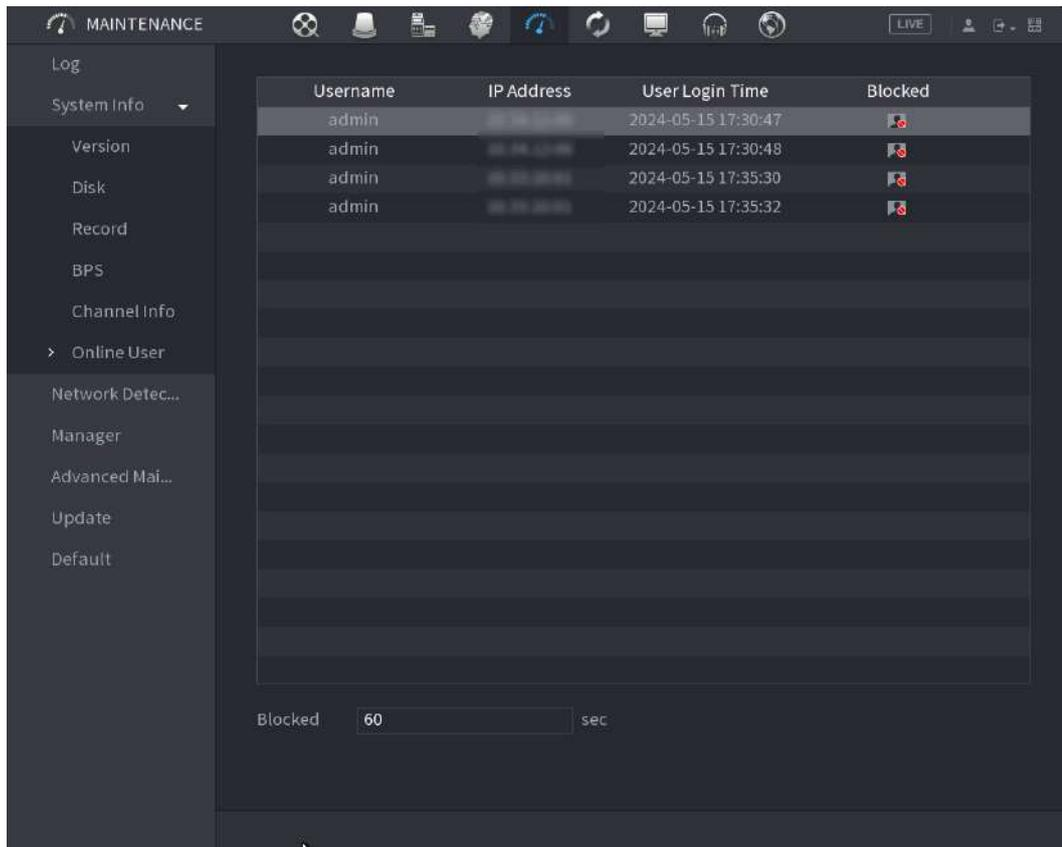 MAINTENANCE
LIVE
Log
System Info
Version
Disk
Record
BPS
Channel Info
Online User
Network Detec...
Manager
Advanced Mai...
Update
Default
Username IP Address User Login Time Blocked
admin 2024-05-15 17:30:47
admin 2024-05-15 17:30:48
admin 2024-05-15 17:35:30
admin 2024-05-15 17:35:32
Blocked 60 sec